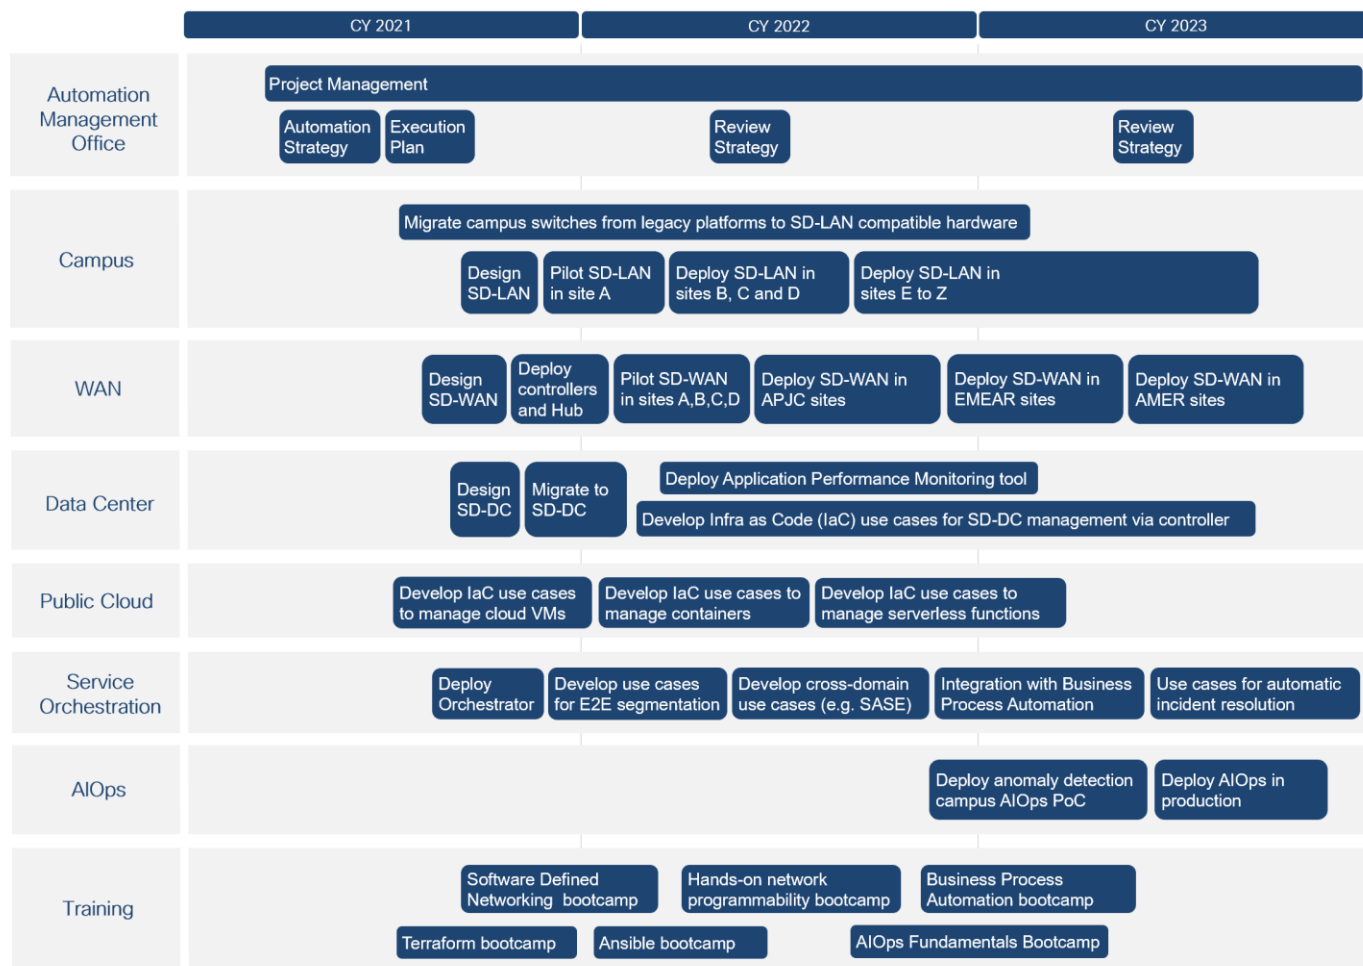 CY 2021
CY 2022
CY 2023
Automation
Management
Office
Project Management
Automation
Strategy
Execution
Plan
Review
Strategy
Review
Strategy
Campus
Migrate campus switches from legacy platforms to SD-LAN compatible hardware
Design
SD-LAN
Pilot SD-LAN
in site A
Deploy SD-LAN in
sites B, C and D
Deploy SD-LAN in
sites E to Z
WAN
Design
SD-WAN
Deploy
controllers
and Hub
Pilot SD-WAN
in sites A,B,C,D
Deploy SD-WAN in
APJC sites
Deploy SD-WAN in
EMEAR sites
Deploy SD-WAN in
AMER sites
Data Center
Design
SD-DC
Migrate to
SD-DC
Deploy Application Performance Monitoring tool
Develop Infra as Code (IaC) use cases for SD-DC management via controller
Public Cloud
Develop IaC use cases
to manage cloud VMs
Develop IaC use cases to
manage containers
Develop IaC use cases to
manage serverless functions
Service
Orchestration
Deploy
Orchestrator
Develop use cases
for E2E segmentation
Develop cross-domain
use cases (e.g. SASE)
Integration with Business
Process Automation
Use cases for automatic
incident resolution
AIOps
Deploy anomaly detection
campus AIOps PoC
Deploy AIOps in
production
Training
Software Defined
Networking bootcamp
Hands-on network
programmability bootcamp
Business Process
Automation bootcamp
Terraform bootcamp
Ansible bootcamp
AIOps Fundamentals Bootcamp